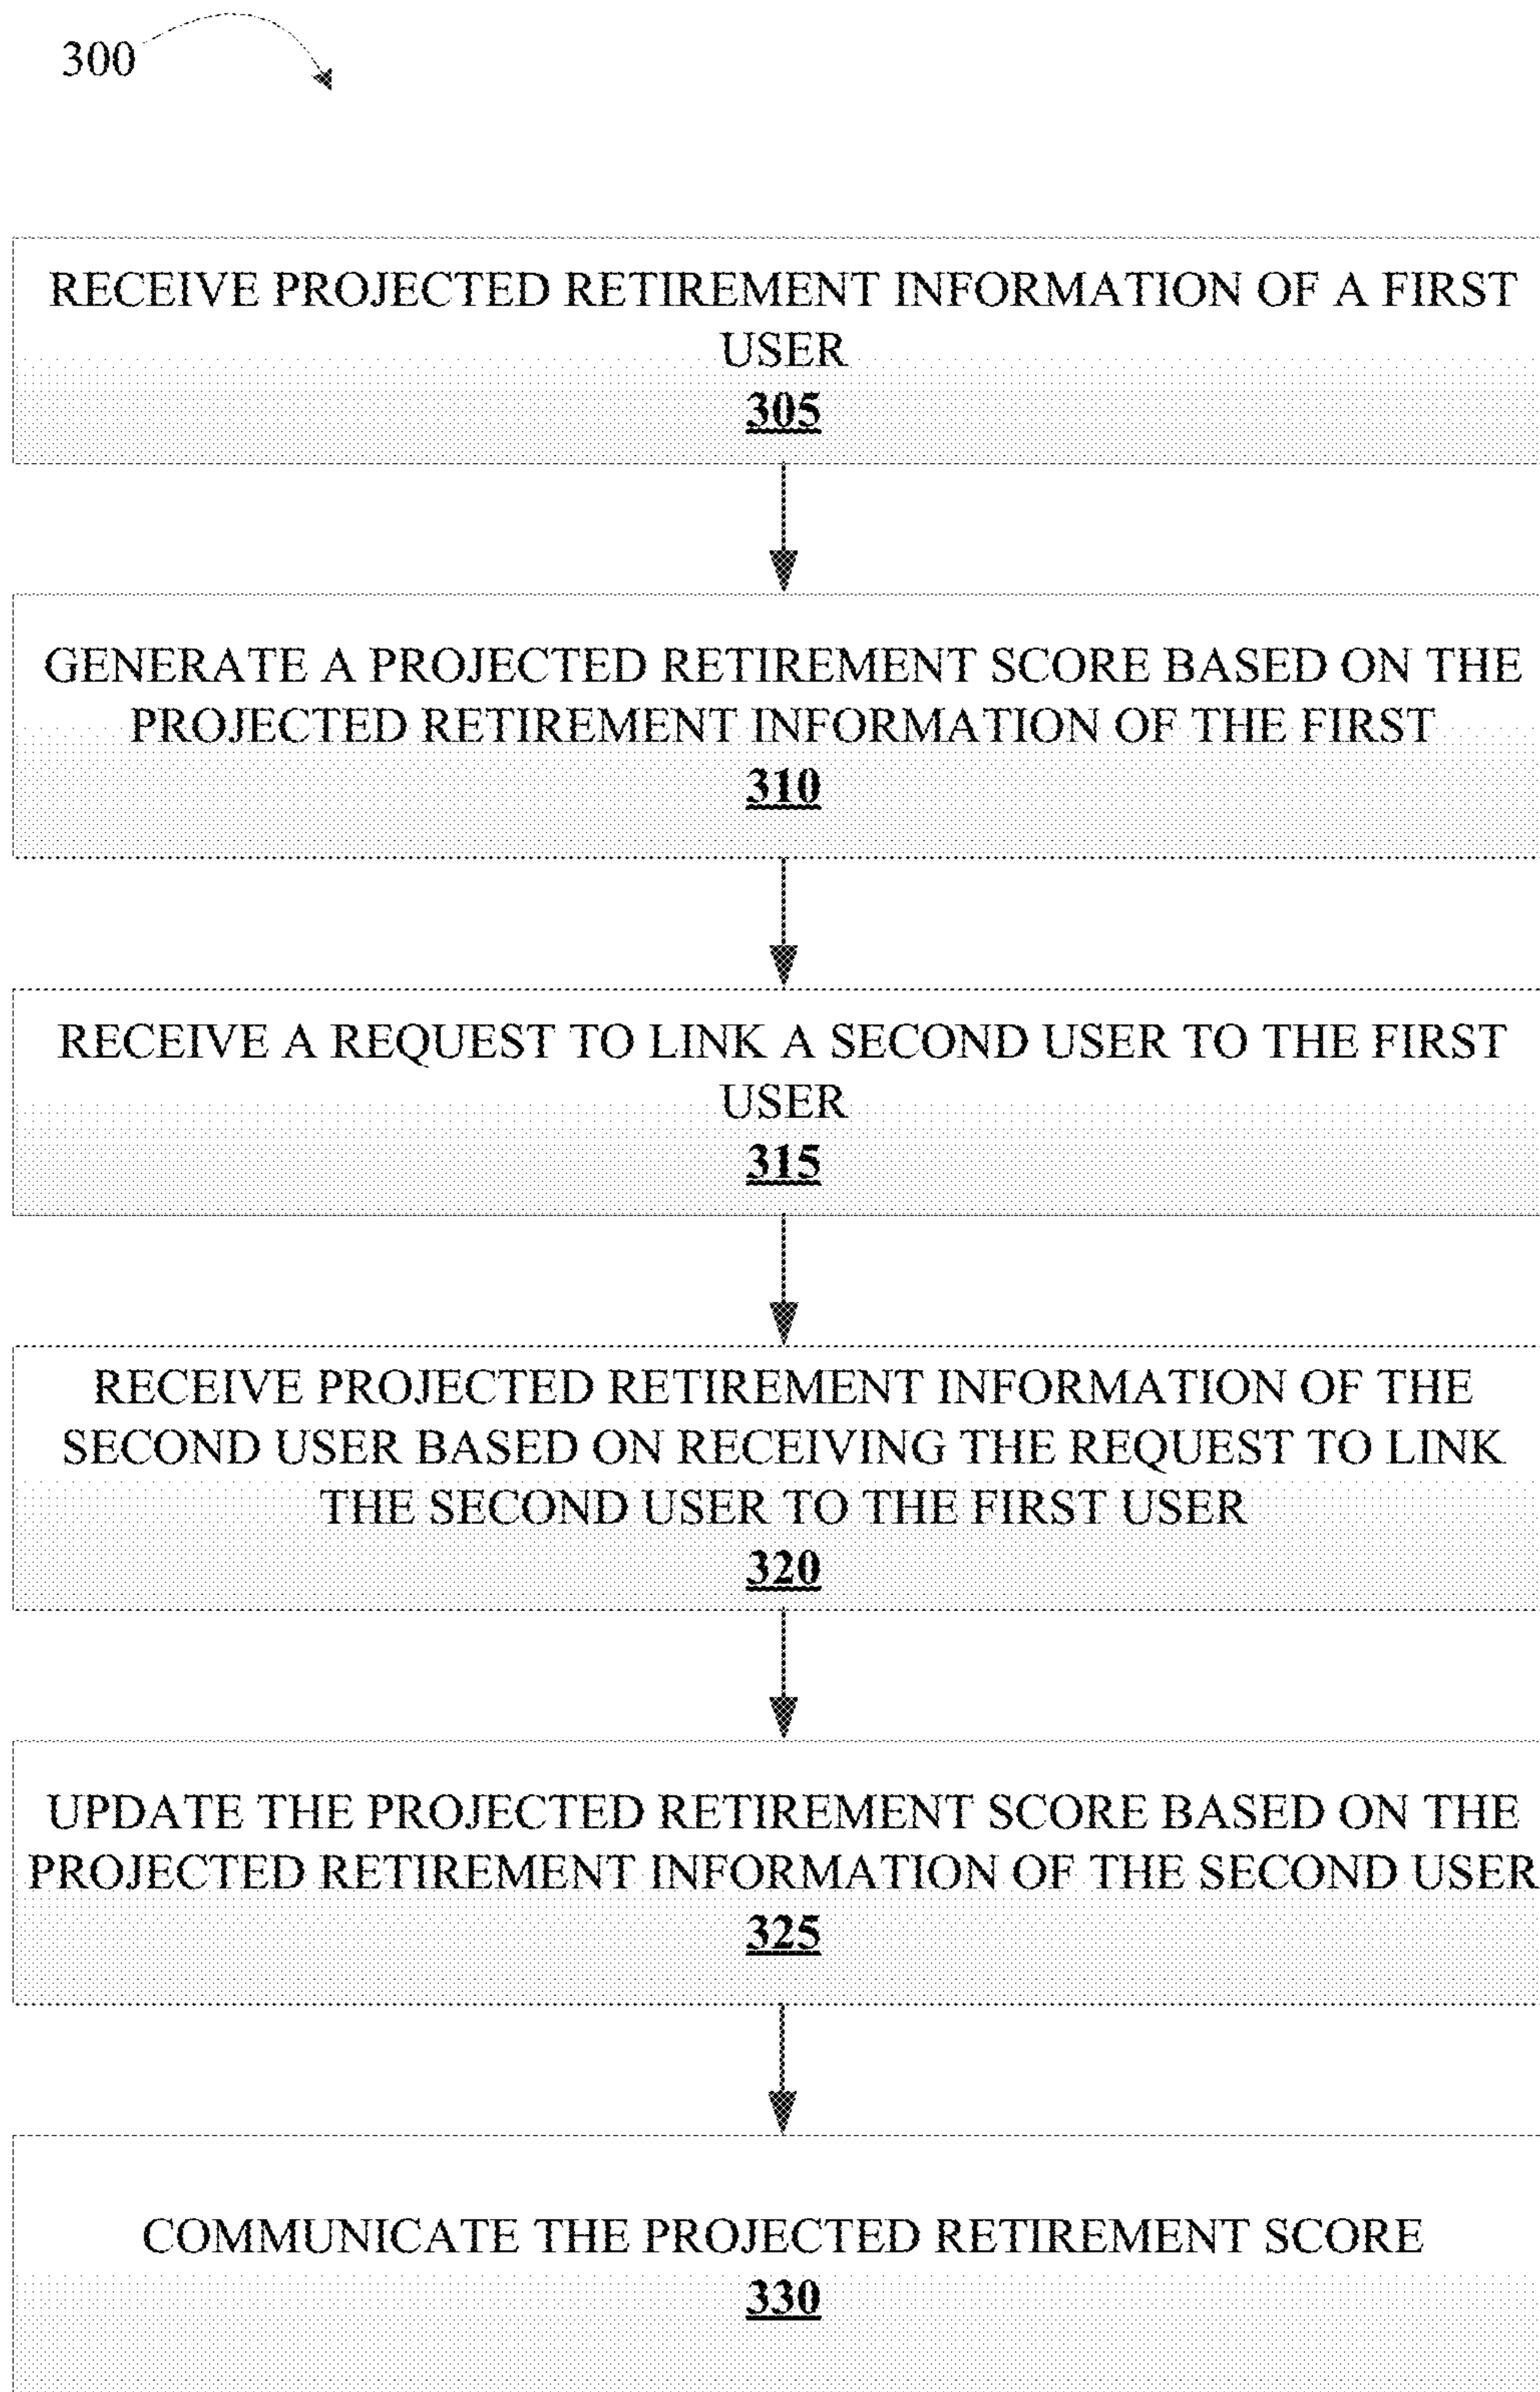 300
RECEIVE PROJECTED RETIREMENT INFORMATION OF A FIRST
USER
305
GENERATE A PROJECTED RETIREMENT SCORE BASED ON THE
PROJECTED RETIREMENT INFORMATION OF THE FIRST
310
RECEIVE A REQUEST TO LINK A SECOND USER TO THE FIRST
USER
315
RECEIVE PROJECTED RETIREMENT INFORMATION OF THE
SECOND USER BASED ON RECEIVING THE REQUEST TO LINK
THE SECOND USER TO THE FIRST USER
320
UPDATE THE PROJECTED RETIREMENT SCORE BASED ON THE
PROJECTED RETIREMENT INFORMATION OF THE SECOND USER
325
COMMUNICATE THE PROJECTED RETIREMENT SCORE
330